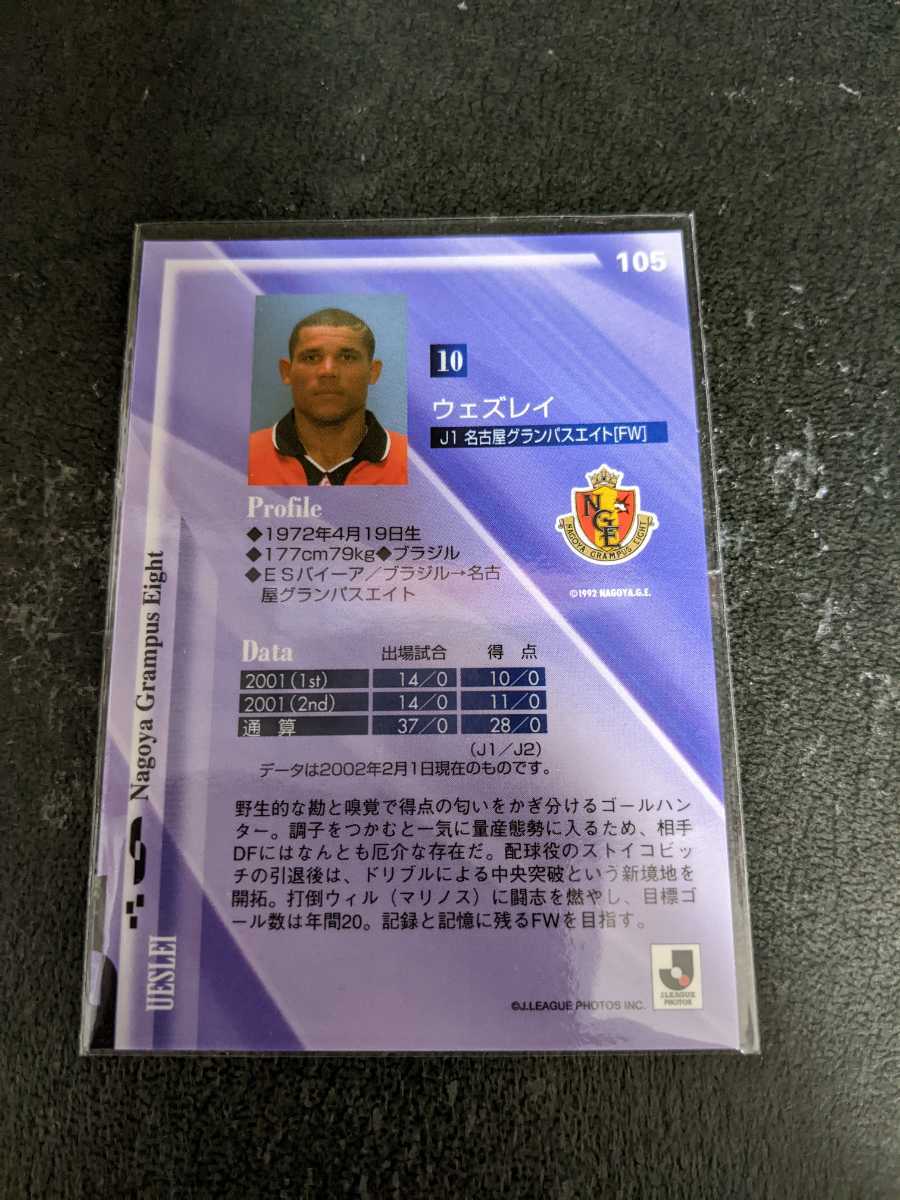 105
10
ウェズレイ
J1 名古屋グランパスエイト[FW]
NGE
NAGOYA GRAMPUS EIGHT
©1992 NAGOYA.G.E.
Profile
◆1972年4月19日生
◆177cm79kg◆ブラジル
◆ESバイーア／ブラジル→名古
屋グランパスエイト
Data 出場試合 得 点
2001(1st) 14／0 10／0
2001(2nd) 14／0 11／0
通 算 37／0 28／0
(J1／J2)
データは2002年2月1日現在のものです。
野生的な勘と嗅覚で得点の匂いをかぎ分けるゴールハン
ター。調子をつかむと一気に量産態勢に入るため、相手
DFにはなんとも厄介な存在だ。配球役のストイコビッ
チの引退後は、ドリブルによる中央突破という新境地を
開拓。打倒ウィル（マリノス）に闘志を燃やし、目標ゴ
ール数は年間20。記録と記憶に残るFWを目指す。
©J.LEAGUE PHOTOS INC.
J.LEAGUE
PHOTOS
UESLEI
Nagoya Grampus Eight